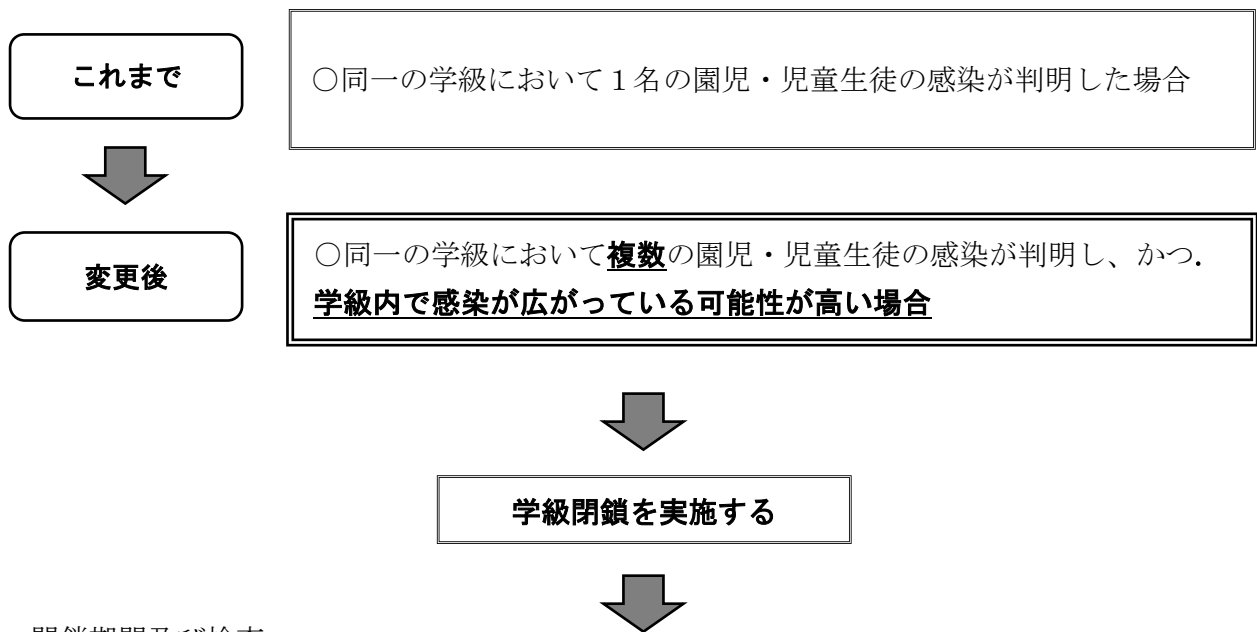 これまで
○同一の学級において１名の園児・児童生徒の感染が判明した場合
変更後
○同一の学級において複数の園児・児童生徒の感染が判明し、かつ.
学級内で感染が広がっている可能性が高い場合
学級閉鎖を実施する